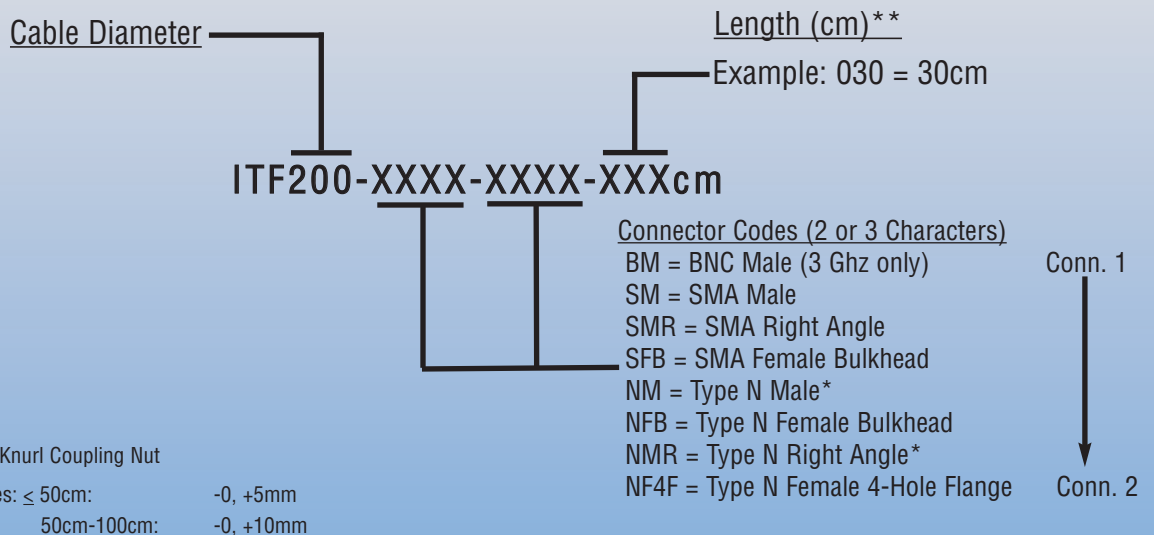 Cable Diameter
Length (cm)**
Example: 030 = 30cm
ITF200-XXXX-XXXX-XXXcm
Connector Codes (2 or 3 Characters)
BM = BNC Male (3 Ghz only) Conn. 1
SM = SMA Male
SMR = SMA Right Angle
SFB = SMA Female Bulkhead
NM = Type N Male*
NFB = Type N Female Bulkhead
Knurl Coupling Nut
NMR = Type N Right Angle*
NF4F = Type N Female 4-Hole Flange Conn. 2
≤ 50cm: -0, +5mm
50cm-100cm: -0, +10mm